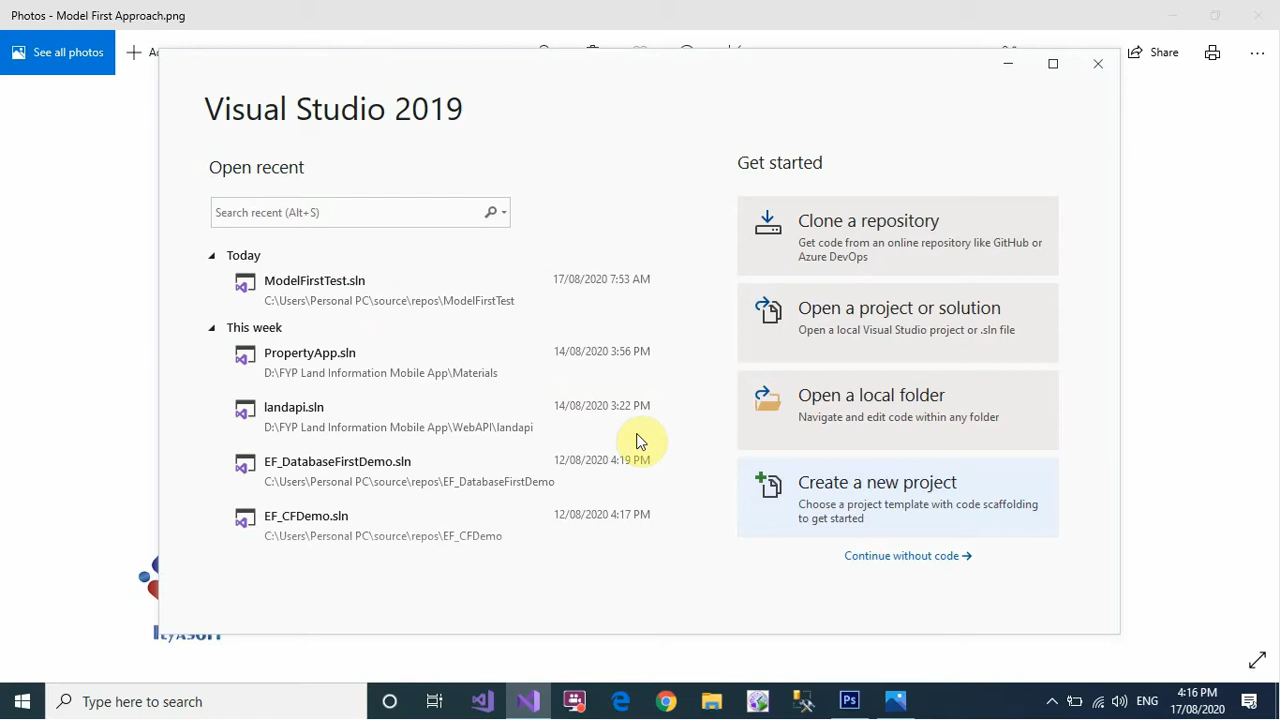 Photos - Model First Approach.png
See all photos
Share
Visual Studio 2019
Open recent
Search recent (Alt+S)
Today
ModelFirstTest.sln 17/08/2020 7:53 AM
C:\Users\Personal PC\source\repos\ModelFirstTest
This week
PropertyApp.sln 14/08/2020 3:56 PM
D:\FYP Land Information Mobile App\Materials
landapi.sln 14/08/2020 3:22 PM
D:\FYP Land Information Mobile App\WebAPI\landapi
EF_DatabaseFirstDemo.sln 12/08/2020 4:19 PM
C:\Users\Personal PC\source\repos\EF_DatabaseFirstDemo
EF_CFDemo.sln 12/08/2020 4:17 PM
C:\Users\Personal PC\source\repos\EF_CFDemo
Get started
Clone a repository
Get code from an online repository like GitHub or
Azure DevOps
Open a project or solution
Open a local Visual Studio project or .sln file
Open a local folder
Navigate and edit code within any folder
Create a new project
Choose a project template with code scaffolding
to get started
Continue without code →
Type here to search
Ps
ENG
4:16 PM
17/08/2020